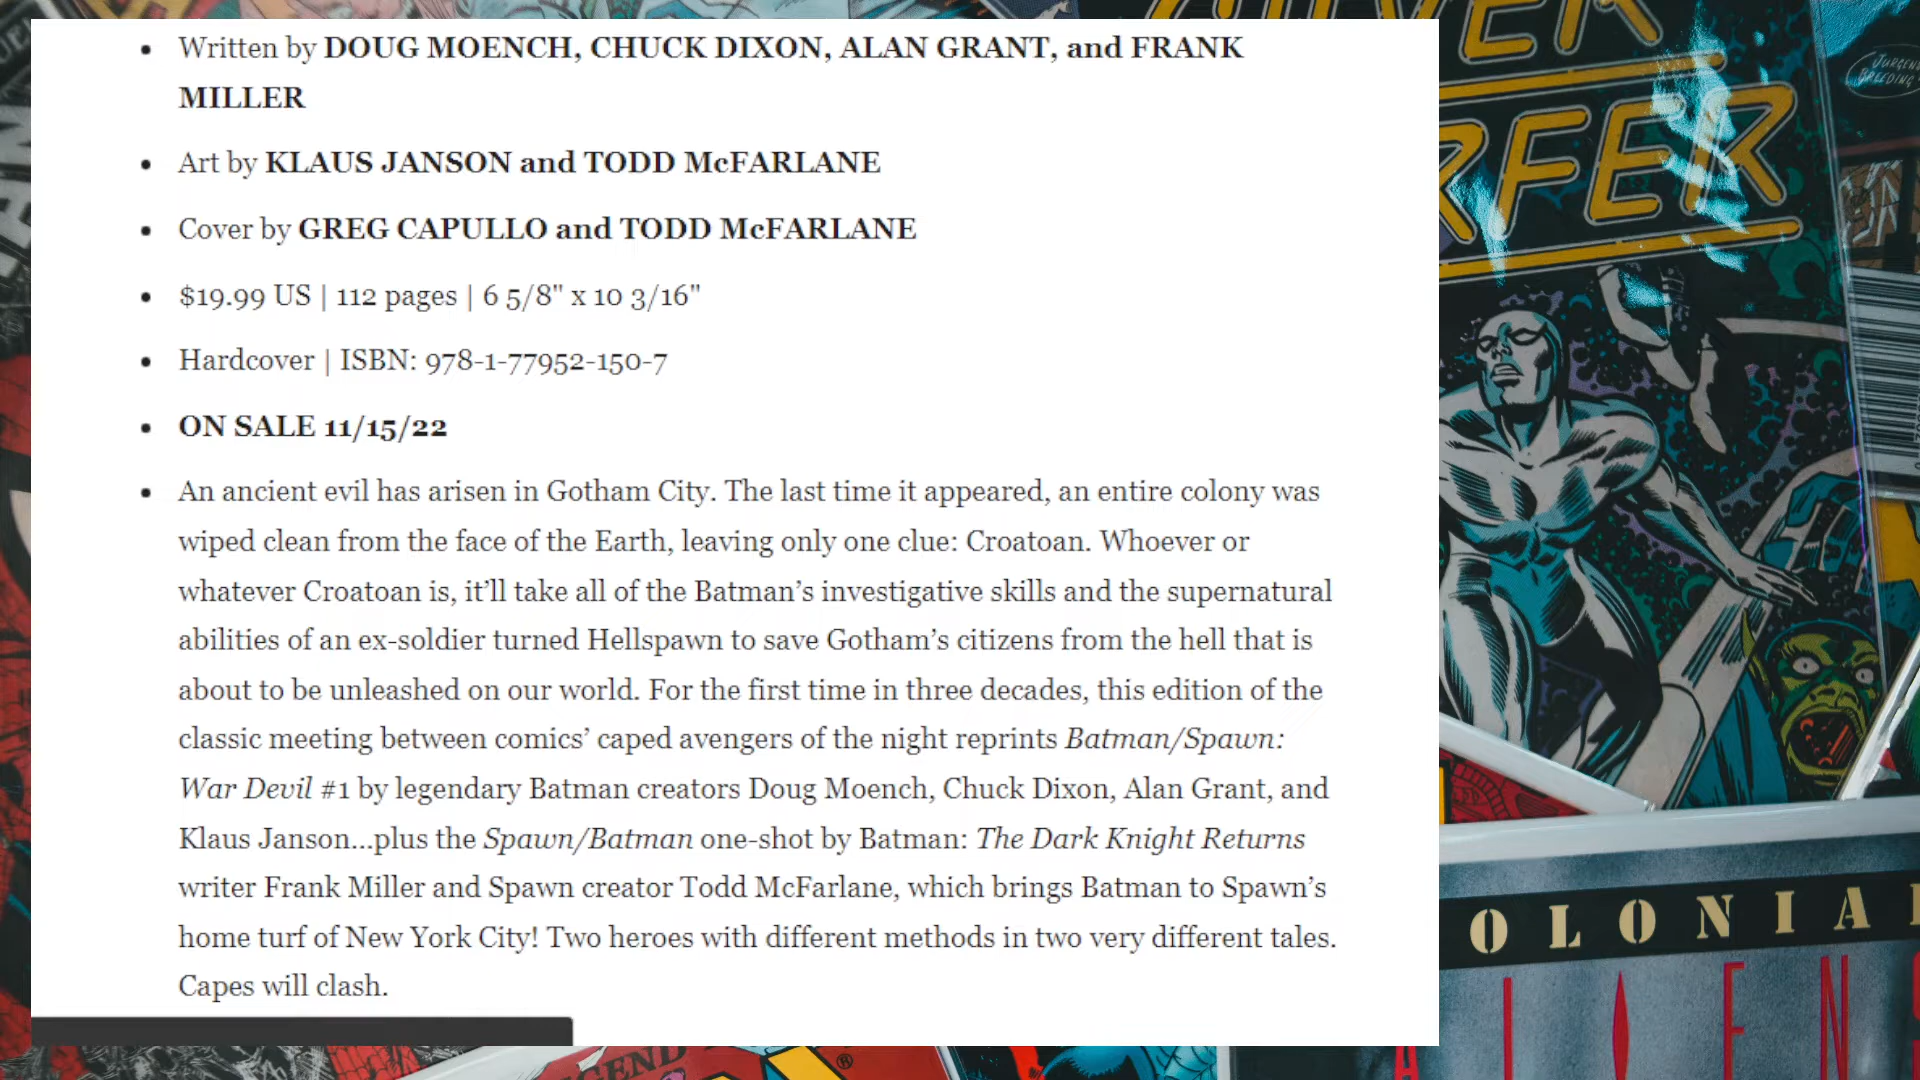 Written by DOUG MOENCH, CHUCK DIXON, ALAN GRANT, and FRANK
MILLER
Art by KLAUS JANSON and TODD McFARLANE
Cover by GREG CAPULLO and TODD McFARLANE
$19.99 US | 112 pages | 6 5/8" x 10 3/16"
Hardcover | ISBN: 978-1-77952-150-7
ON SALE 11/15/22
An ancient evil has arisen in Gotham City. The last time it appeared, an entire colony was
wiped clean from the face of the Earth, leaving only one clue: Croatoan. Whoever or
whatever Croatoan is, it’ll take all of the Batman’s investigative skills and the supernatural
abilities of an ex-soldier turned Hellspawn to save Gotham’s citizens from the hell that is
about to be unleashed on our world. For the first time in three decades, this edition of the
classic meeting between comics’ caped avengers of the night reprints Batman/Spawn:
War Devil #1 by legendary Batman creators Doug Moench, Chuck Dixon, Alan Grant, and
Klaus Janson...plus the Spawn/Batman one-shot by Batman: The Dark Knight Returns
writer Frank Miller and Spawn creator Todd McFarlane, which brings Batman to Spawn’s
home turf of New York City! Two heroes with different methods in two very different tales.
Capes will clash.
OLONIA
ALIENS